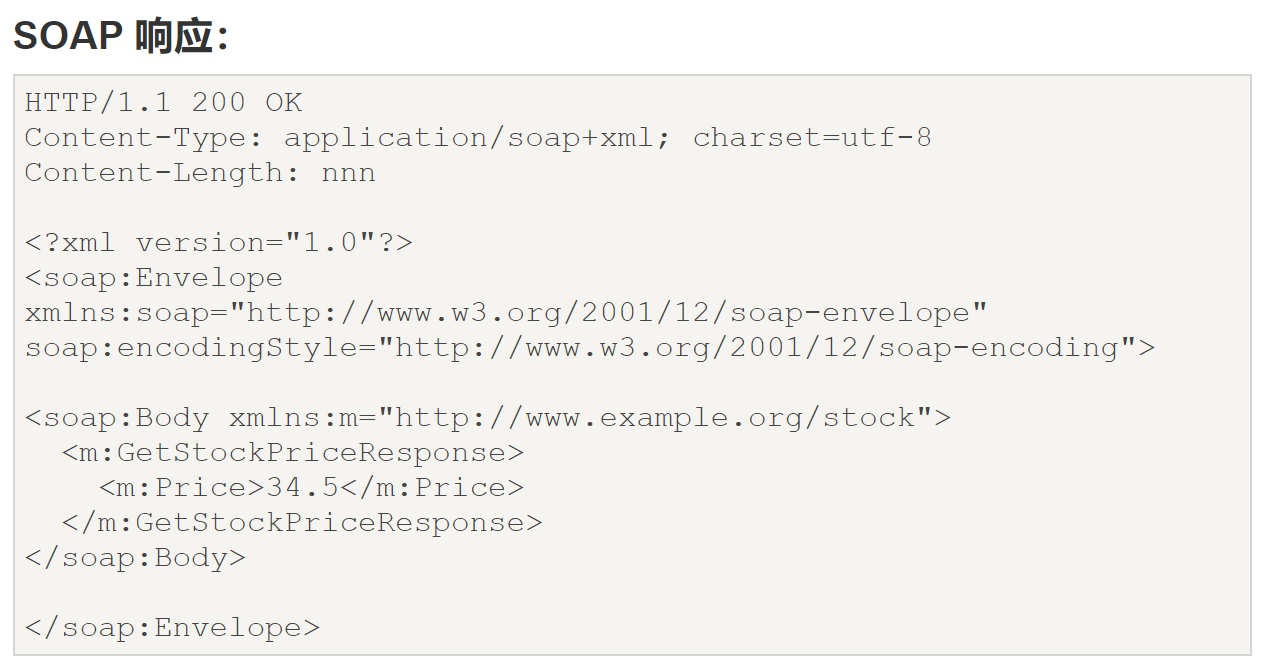 SOAP 响应：
HTTP/1.1 200 OK
Content-Type: application/soap+xml; charset=utf-8
Content-Length: nnn

<?xml version="1.0"?>
<soap:Envelope
xmlns:soap="http://www.w3.org/2001/12/soap-envelope"
soap:encodingStyle="http://www.w3.org/2001/12/soap-encoding">

<soap:Body xmlns:m="http://www.example.org/stock">
  <m:GetStockPriceResponse>
    <m:Price>34.5</m:Price>
  </m:GetStockPriceResponse>
</soap:Body>

</soap:Envelope>